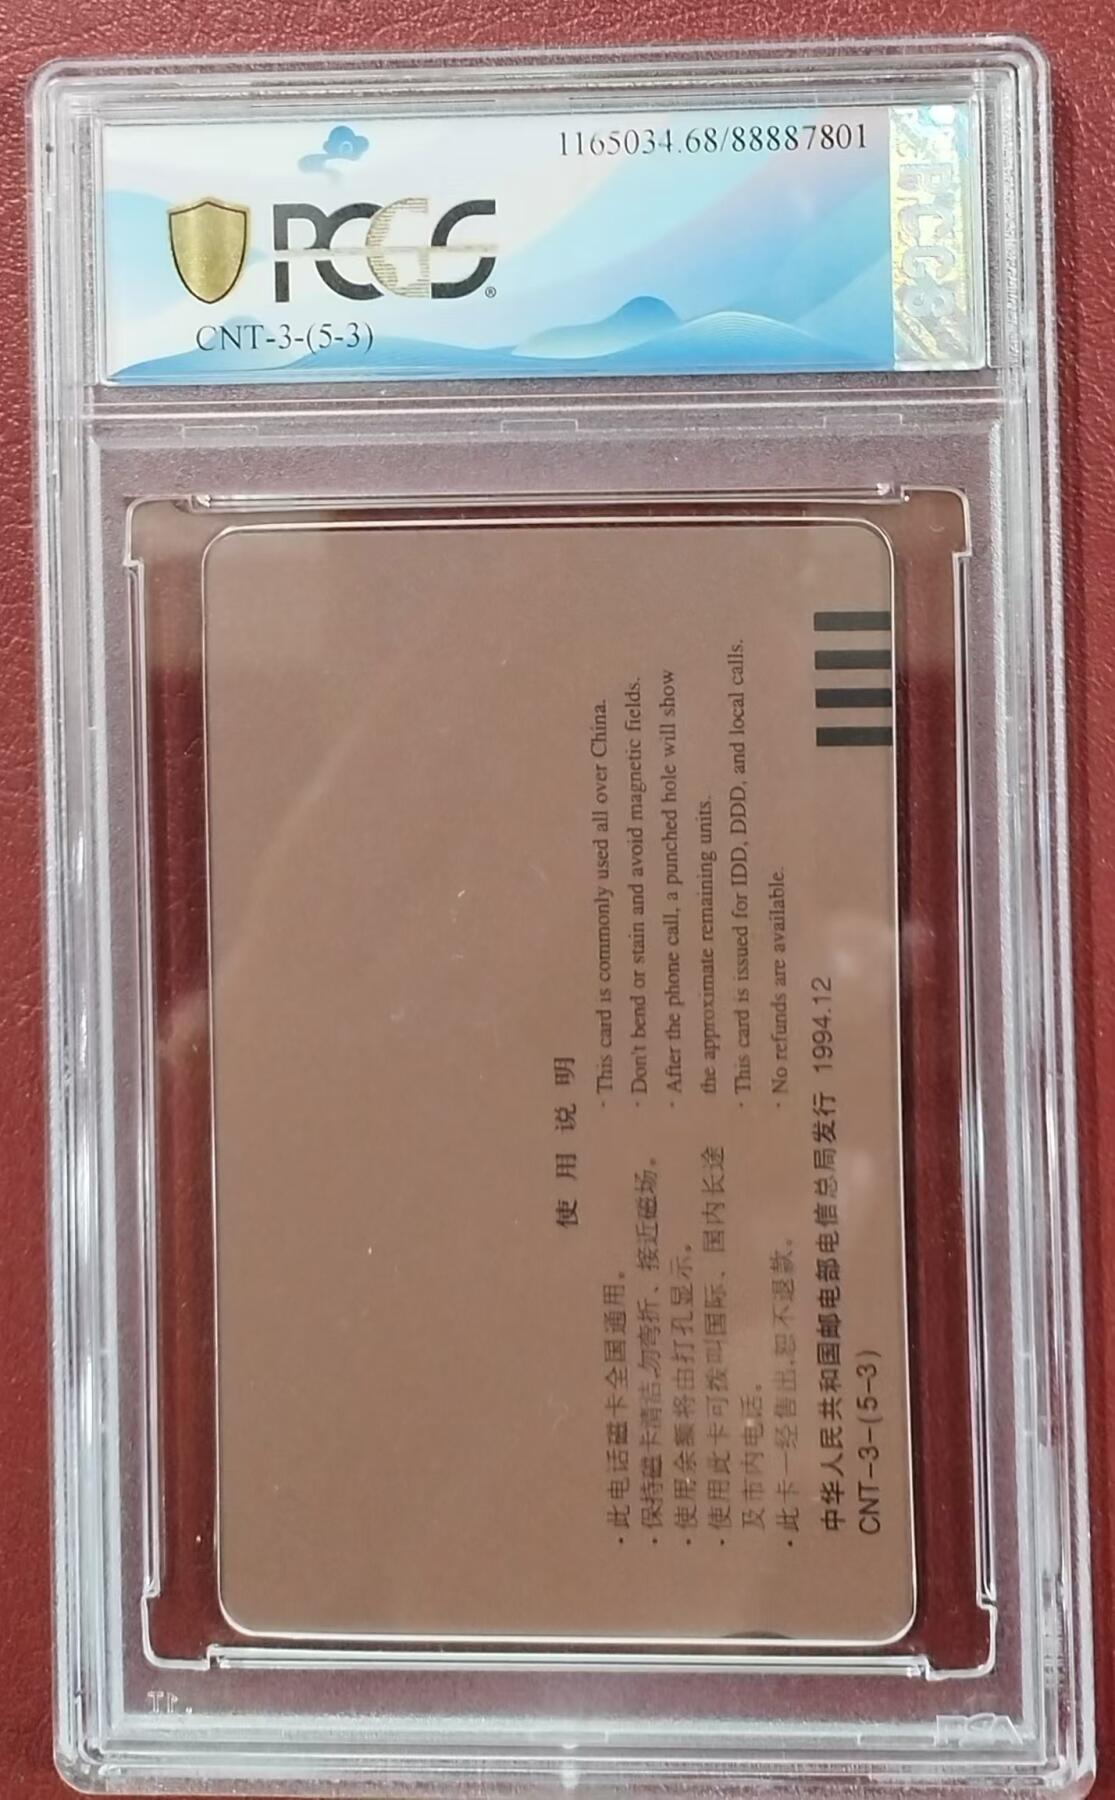 1165034.68/88887801
PCGS
CNT-3-(5-3)
PCGS
使用说明
· 此电话磁卡全国通用。
· 保持磁卡清洁,勿弯折、接近磁场。
· 使用余额将由打孔显示。
· 使用此卡可拨叫国际、国内长途
及市内电话。
· 此卡一经售出,恕不退款。
· This card is commonly used all over China.
· Don't bend or stain and avoid magnetic fields.
· After the phone call, a punched hole will show
the approximate remaining units.
· This card is issued for IDD, DDD, and local calls.
· No refunds are available.
中华人民共和国邮电部电信总局发行 1994.12
CNT-3-(5-3)